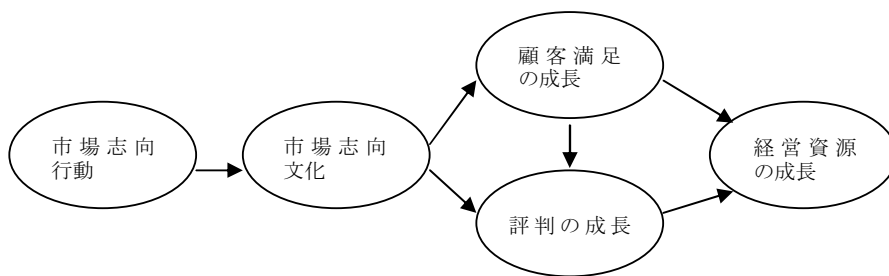 市場志向
行動
市場志向
文化
顧客満足
の成長
評判の成長
経営資源
の成長